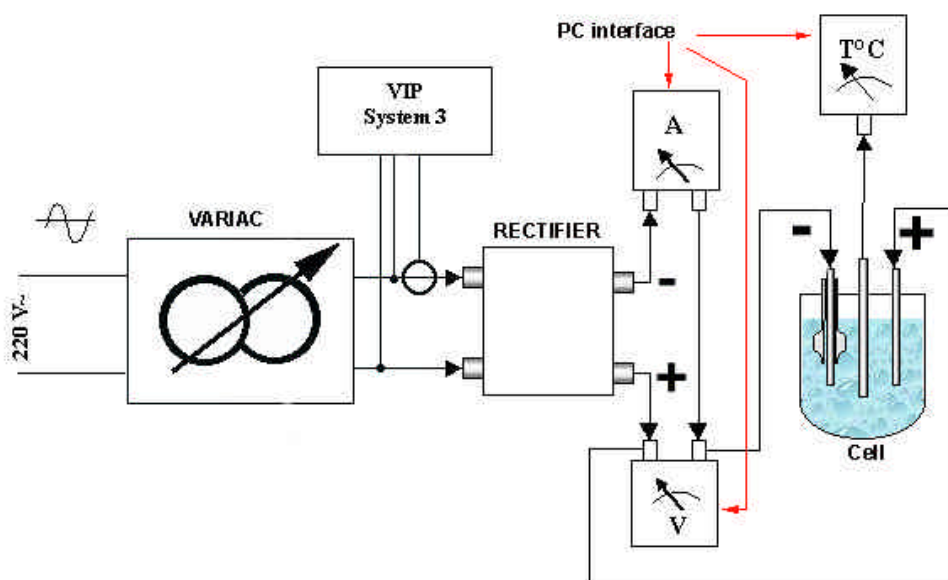 PC interface
T°C
VIP
System 3
A
VARIAC
RECTIFIER
-
+
-
220 V~
+
V
Cell